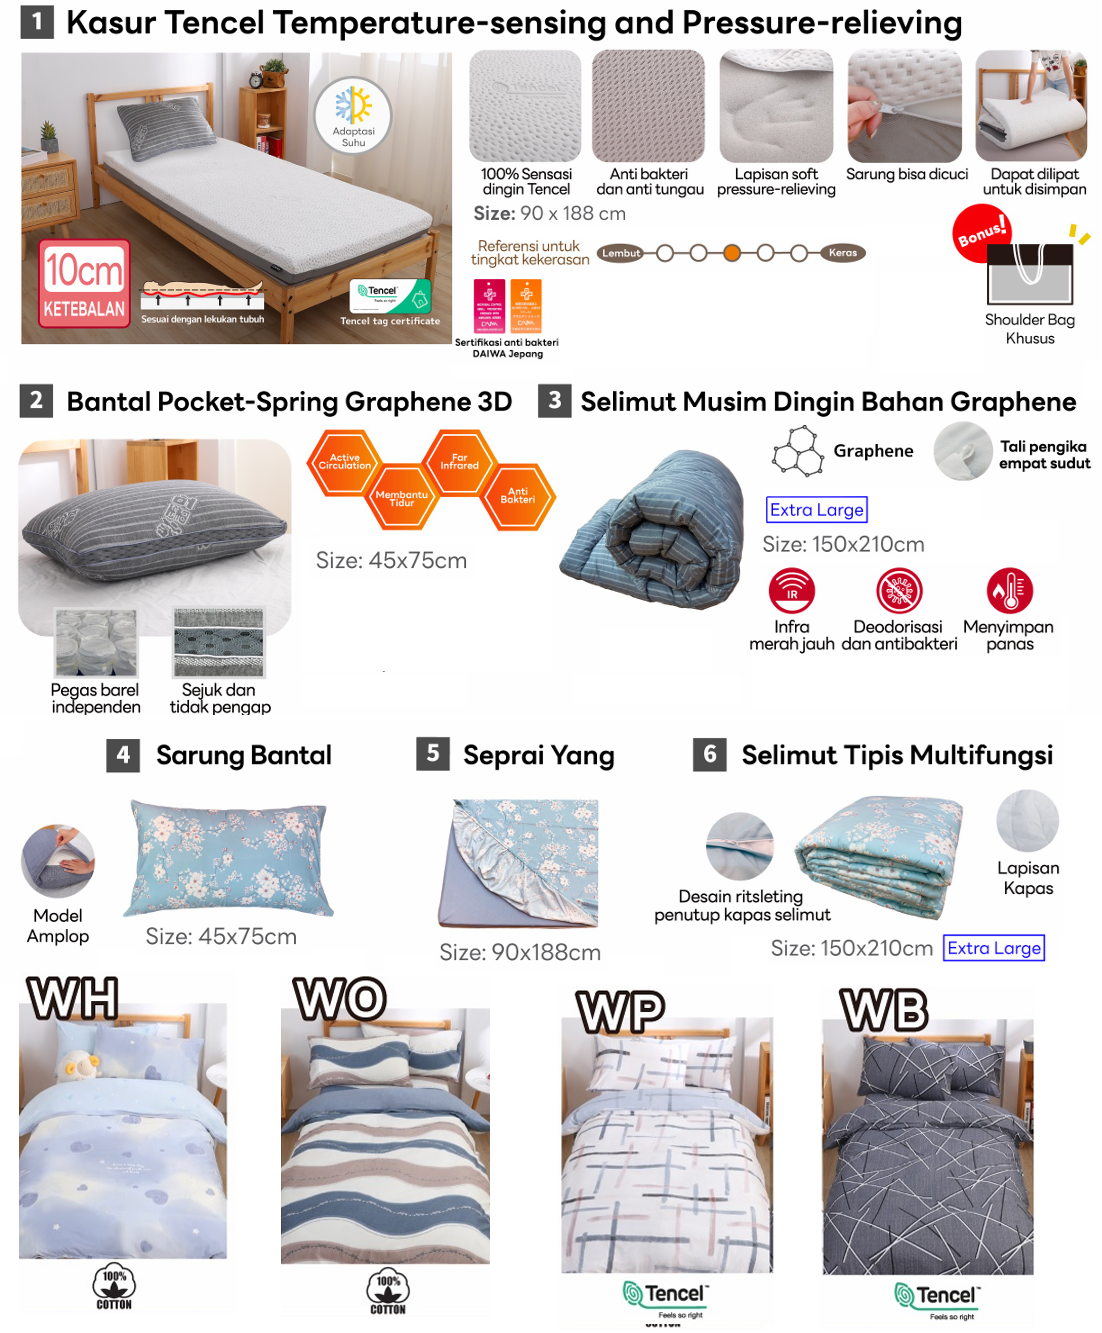 1 Kasur Tencel Temperature-sensing and Pressure-relieving
Adaptasi
Suhu
10cm
KETEBALAN
Sesuai dengan lekukan tubuh
Tencel™
Feels so right
Tencel tag certificate
100% Sensasi
dingin Tencel
Anti bakteri
dan anti tungau
Lapisan soft
pressure-relieving
Sarung bisa dicuci
Dapat dilipat
untuk disimpan
Size: 90 x 188 cm
Referensi untuk
tingkat kekerasan
Lembut
Keras
Sertifikasi anti bakteri
DAIWA Jepang
Bonus!
Shoulder Bag
Khusus
2 Bantal Pocket-Spring Graphene 3D
Active
Circulation
Far
Infrared
Membantu
Tidur
Anti
Bakteri
Size: 45x75cm
Pegas barel
independen
Sejuk dan
tidak pengap
3 Selimut Musim Dingin Bahan Graphene
Graphene
Tali pengika
empat sudut
Extra Large
Size: 150x210cm
IR
Infra
merah jauh
Deodorisasi
dan antibakteri
Menyimpan
panas
4 Sarung Bantal
Model
Amplop
Size: 45x75cm
5 Seprai Yang
Size: 90x188cm
6 Selimut Tipis Multifungsi
Desain ritsleting
penutup kapas selimut
Lapisan
Kapas
Size: 150x210cm Extra Large
WH
100%
COTTON
WO
100%
COTTON
WP
Tencel™
Feels so right
WB
Tencel™
Feels so right